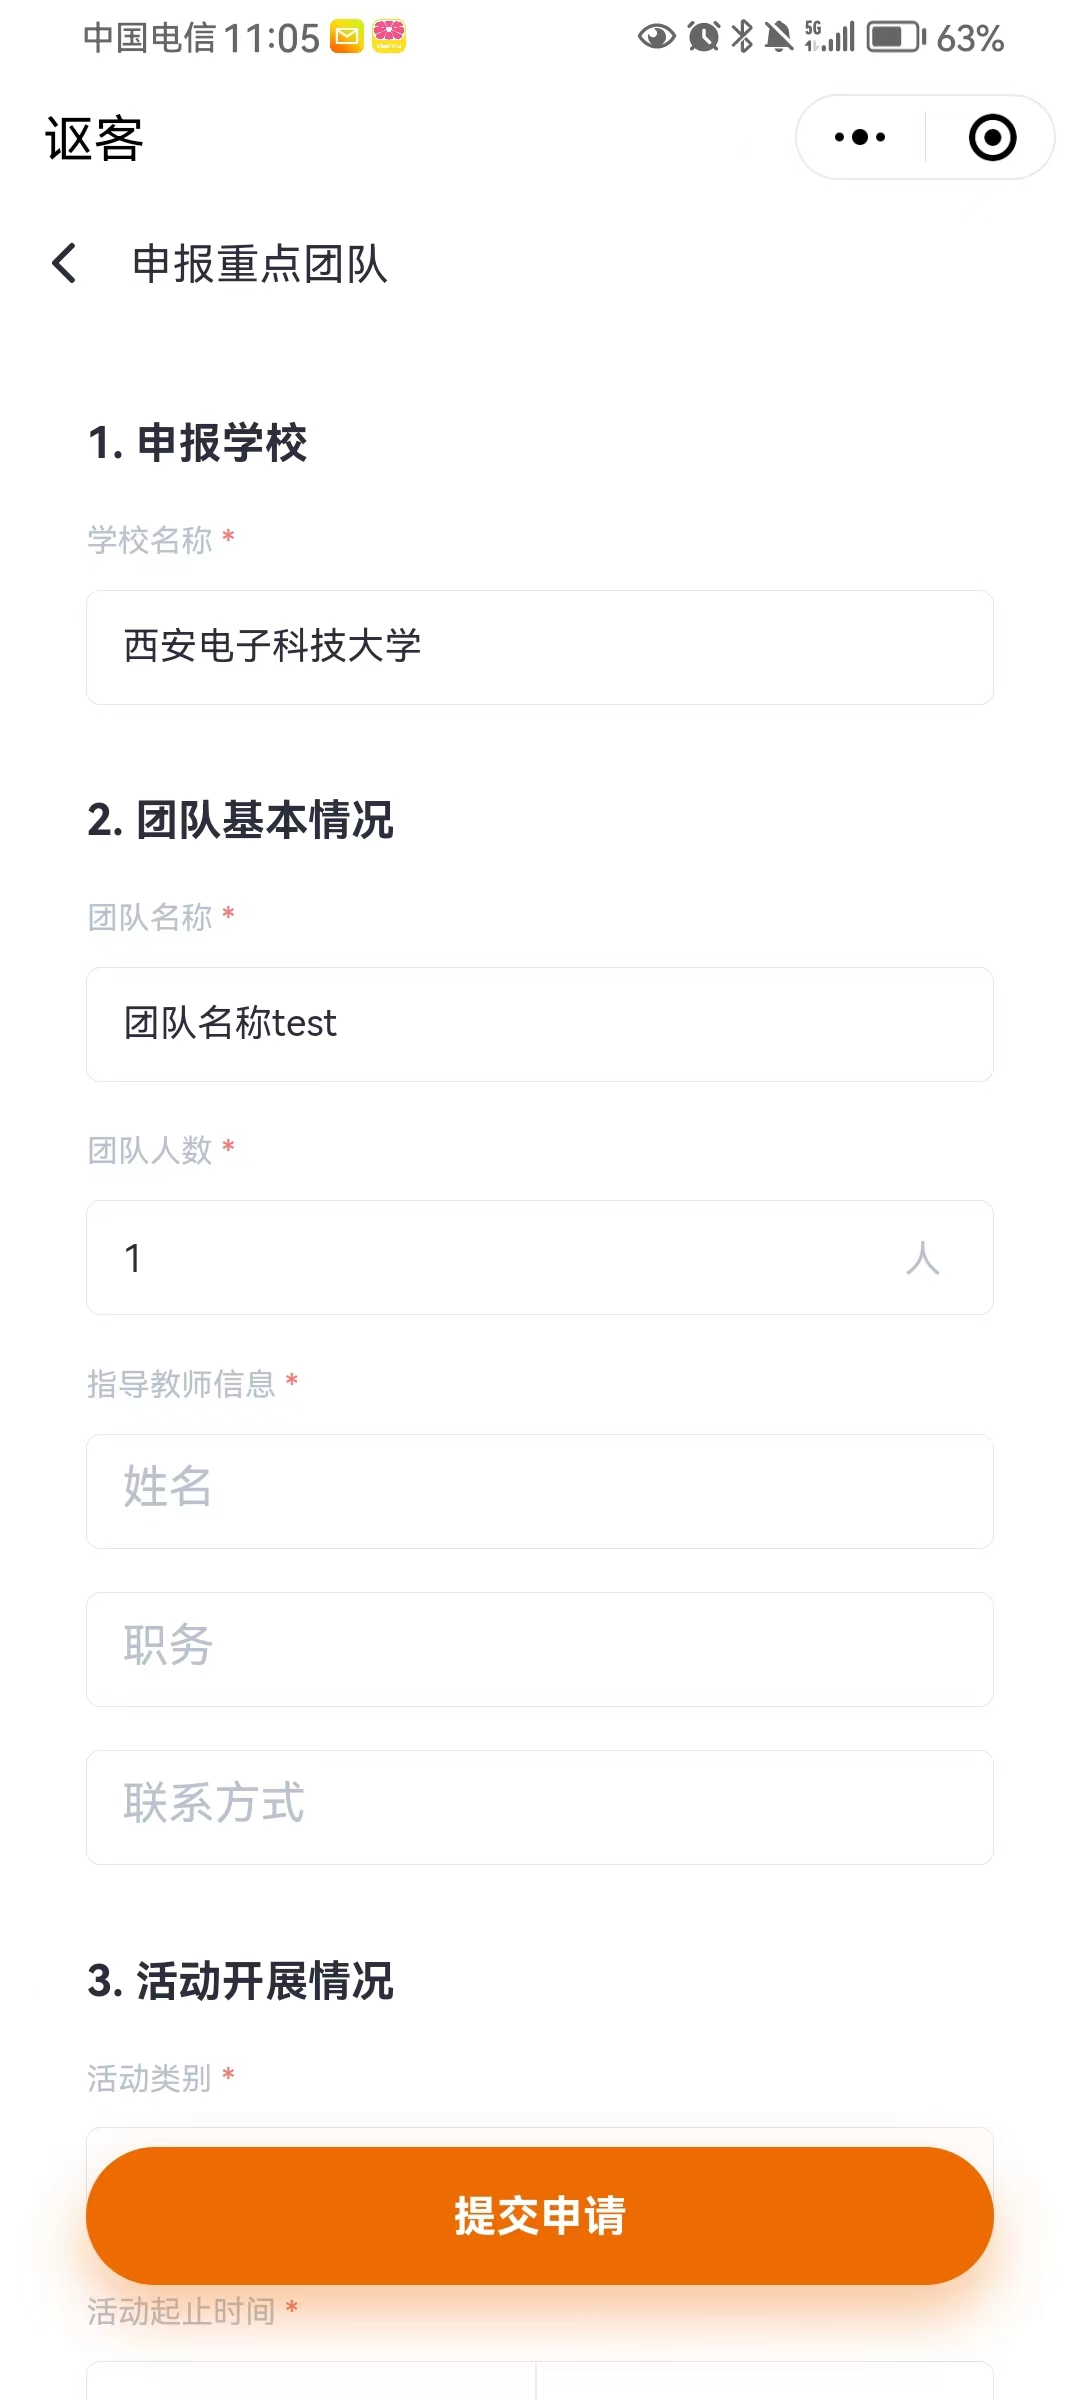 中国电信 11:05 5G 63%
讴客
申报重点团队
1. 申报学校
学校名称 *
西安电子科技大学
2. 团队基本情况
团队名称 *
团队名称test
团队人数 *
1 人
指导教师信息 *
姓名
职务
联系方式
3. 活动开展情况
活动类别 *
提交申请
活动起止时间 *